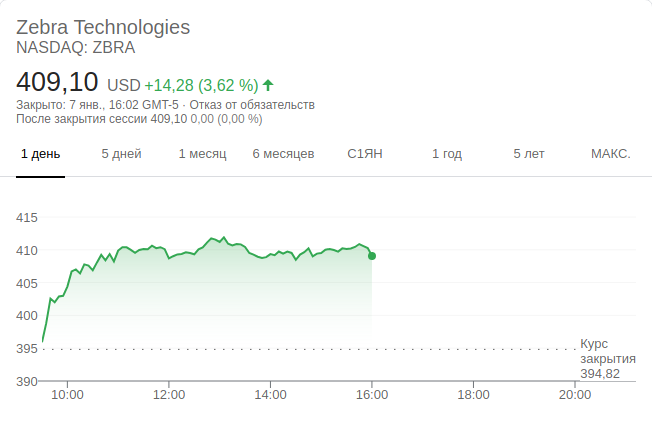 Zebra Technologies
NASDAQ: ZBRA
409,10 USD +14,28 (3,62 %)
Закрыто: 7 янв., 16:02 GMT-5 · Отказ от обязательств
После закрытия сессии 409,10 0,00 (0,00 %)
1 день 5 дней 1 месяц 6 месяцев С1ЯН 1 год 5 лет МАКС.
415
410
405
400
395
390
Курс
закрытия
394,82
10:00 12:00 14:00 16:00 18:00 20:00